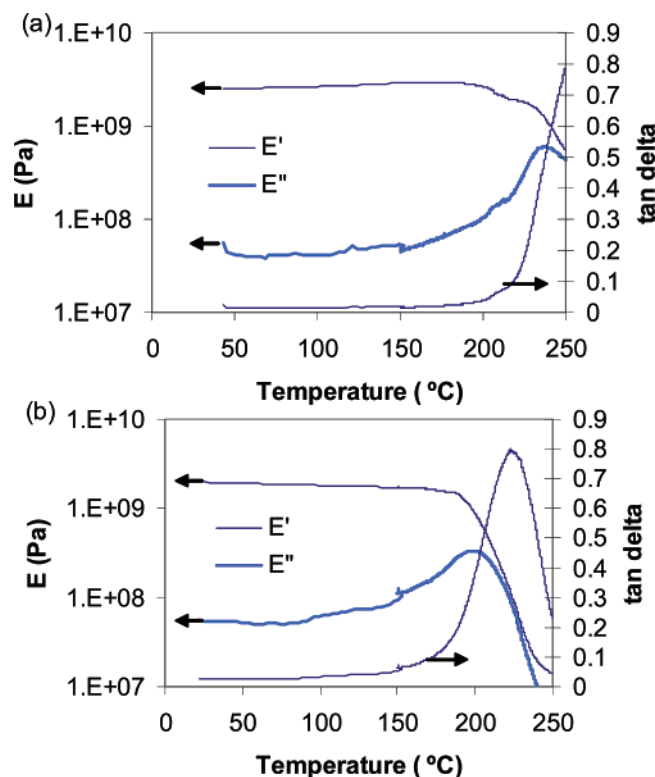 (a)
1.E+10
1.E+09
1.E+08
1.E+07
E (Pa)
E'
E"
0.9
0.8
0.7
0.6
0.5
0.4
0.3
0.2
0.1
0
tan delta
0 50 100 150 200 250
Temperature ( ºC)
(b)
1.E+10
1.E+09
1.E+08
1.E+07
E (Pa)
E'
E"
0.9
0.8
0.7
0.6
0.5
0.4
0.3
0.2
0.1
0
tan delta
0 50 100 150 200 250
Temperature ( ºC)